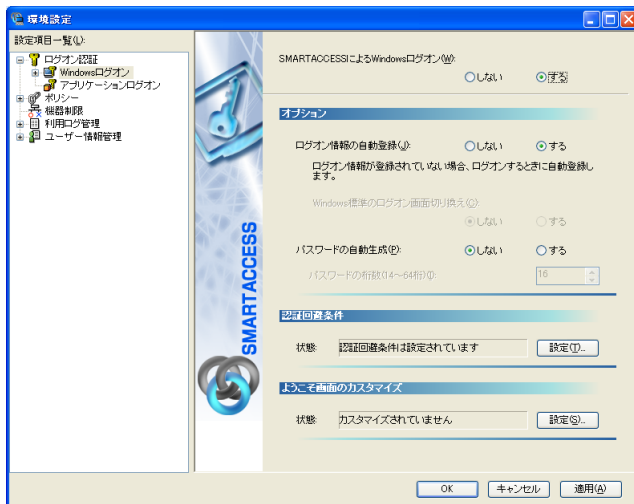 環境設定
設定項目一覧(L):
ログオン認証
Windowsログオン
アプリケーションログオン
ポリシー
機器制限
利用ログ管理
ユーザー情報管理
SMARTACCESS
SMARTACCESSによるWindowsログオン(W):
しない する
オプション
ログオン情報の自動登録(J): しない する
ログオン情報が登録されていない場合、ログオンするときに自動登録し
ます。
Windows標準のログオン画面切り換え(C):
しない する
パスワードの自動生成(P): しない する
パスワードの桁数(14～64桁)(I): 16
認証回避条件
状態: 認証回避条件は設定されています 設定(T)...
ようこそ画面のカスタマイズ
状態: カスタマイズされていません 設定(S)...
OK キャンセル 適用(A)